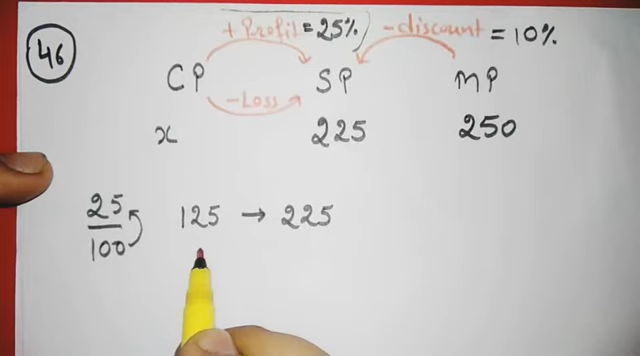 46
+ Profit = 25% - discount = 10%
CP SP MP
- Loss
x 225 250
25/100 125 → 225